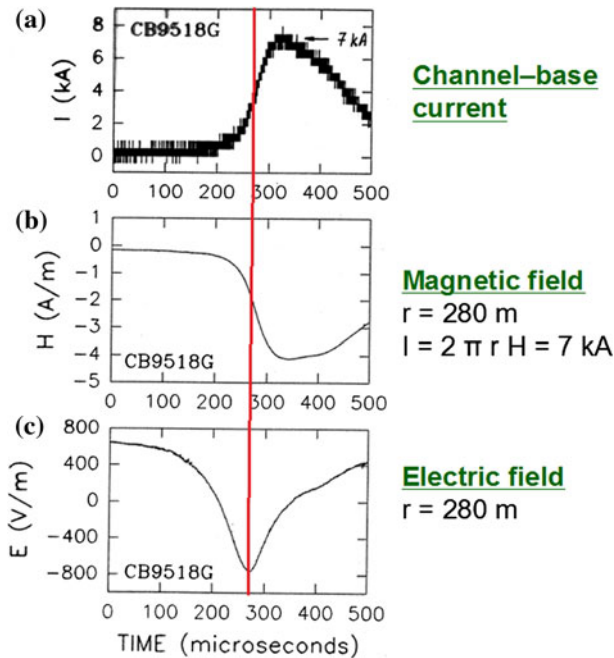 (a)
I (kA)
8
6
4
2
0
CB9518G
7 kA
0 100 200 300 400 500
Channel–base
current
(b)
H (A/m)
1
0
−1
−2
−3
−4
−5
CB9518G
0 100 200 300 400 500
Magnetic field
r = 280 m
I = 2 π r H = 7 kA
(c)
E (V/m)
800
400
0
−400
−800
CB9518G
0 100 200 300 400 500
TIME (microseconds)
Electric field
r = 280 m